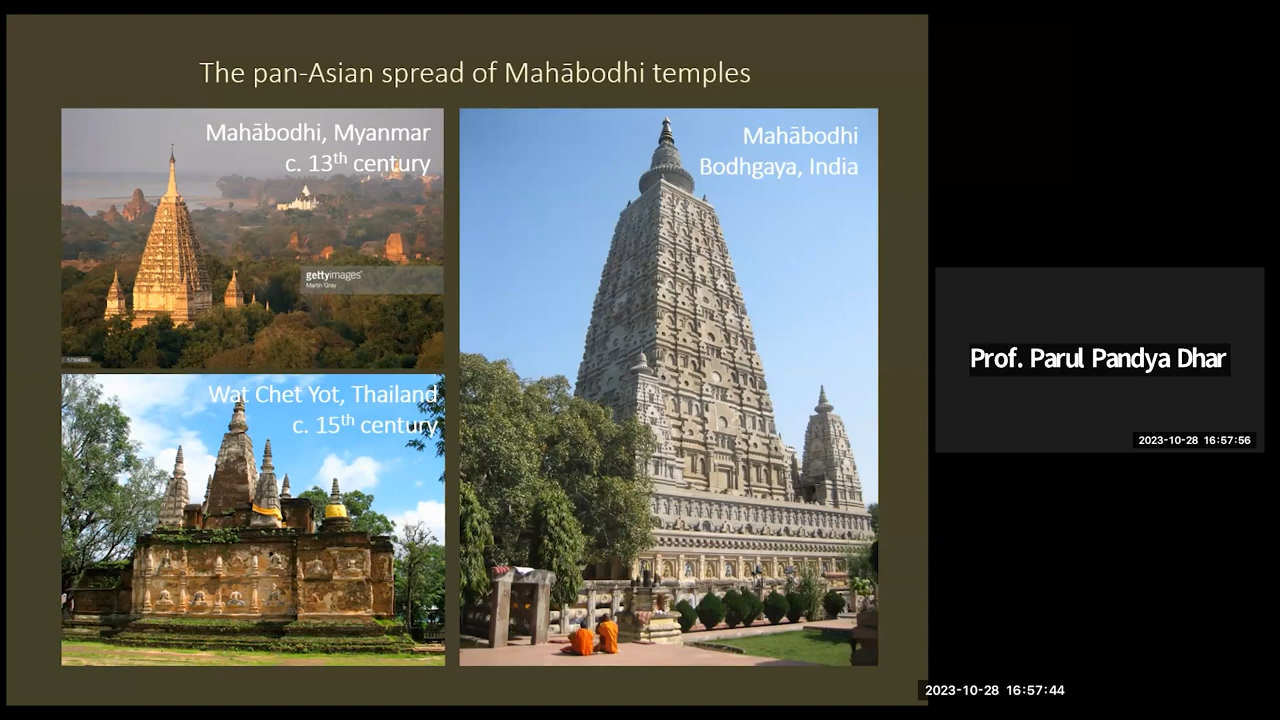 The pan-Asian spread of Mahābodhi temples
Mahābodhi, Myanmar
c. 13th century
gettyimages
Martin Gray
Wat Chet Yot, Thailand
c. 15th century
Mahābodhi
Bodhgaya, India
Prof. Parul Pandya Dhar
2023-10-28 16:57:56
2023-10-28 16:57:44